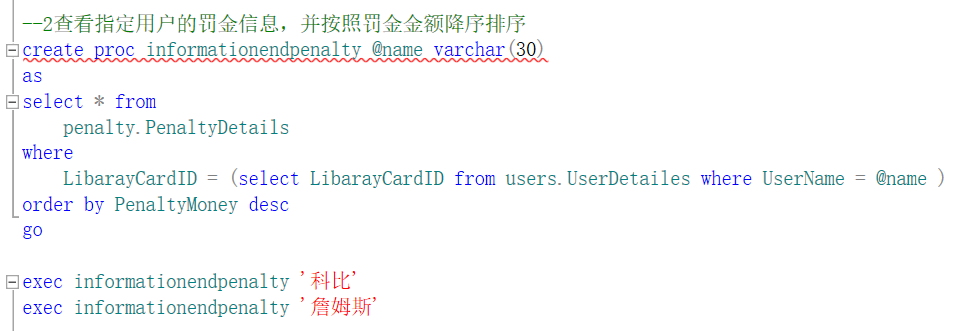 --2查看指定用户的罚金信息，并按照罚金金额降序排序
create proc informationendpenalty @name varchar(30)
as
select * from
penalty.PenaltyDetails
where
LibarayCardID = (select LibarayCardID from users.UserDetailes where UserName = @name )
order by PenaltyMoney desc
go
exec informationendpenalty '科比'
exec informationendpenalty '詹姆斯'